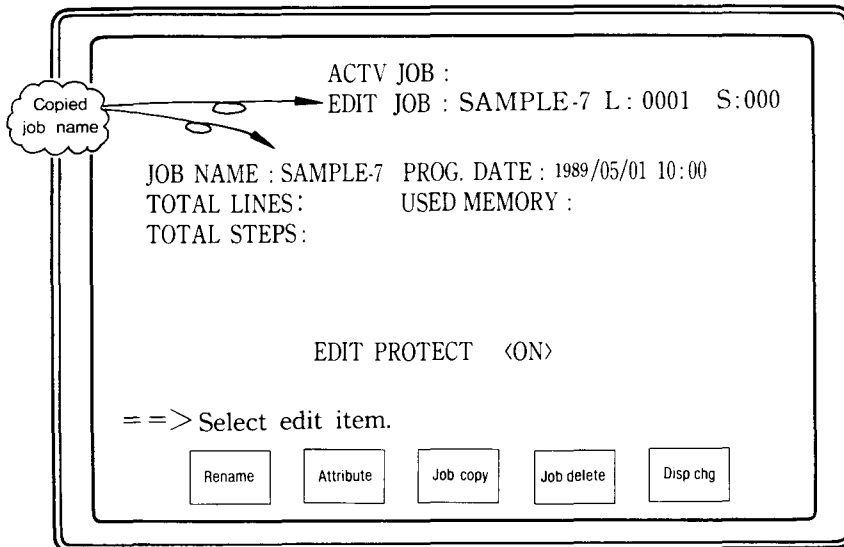 ACTV JOB :
Copied
job name
EDIT JOB : SAMPLE-7 L : 0001 S:000
JOB NAME : SAMPLE-7 PROG. DATE : 1989/05/01 10:00
TOTAL LINES: USED MEMORY :
TOTAL STEPS:
EDIT PROTECT 〈ON〉
==> Select edit item.
Rename Attribute Job copy Job delete Disp chg